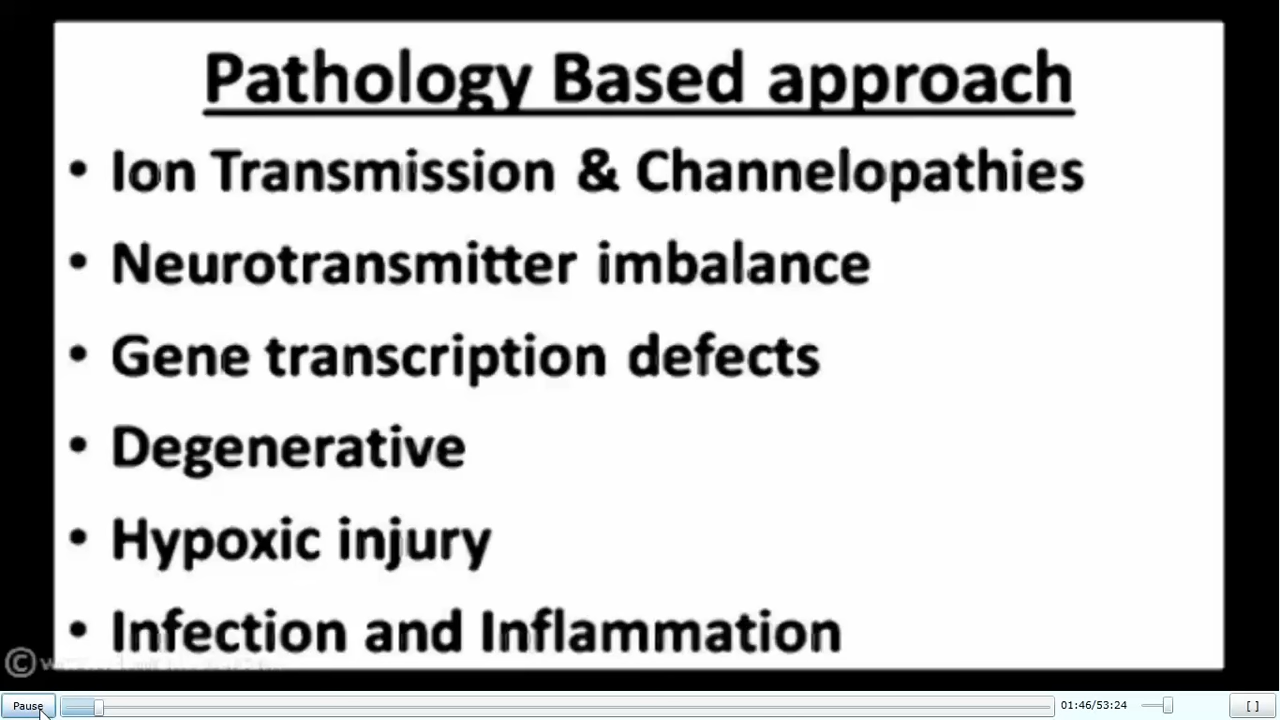 Pathology Based approach
• Ion Transmission & Channelopathies
• Neurotransmitter imbalance
• Gene transcription defects
• Degenerative
• Hypoxic injury
• Infection and Inflammation
©
Pause
01:46/53:24
[ ]